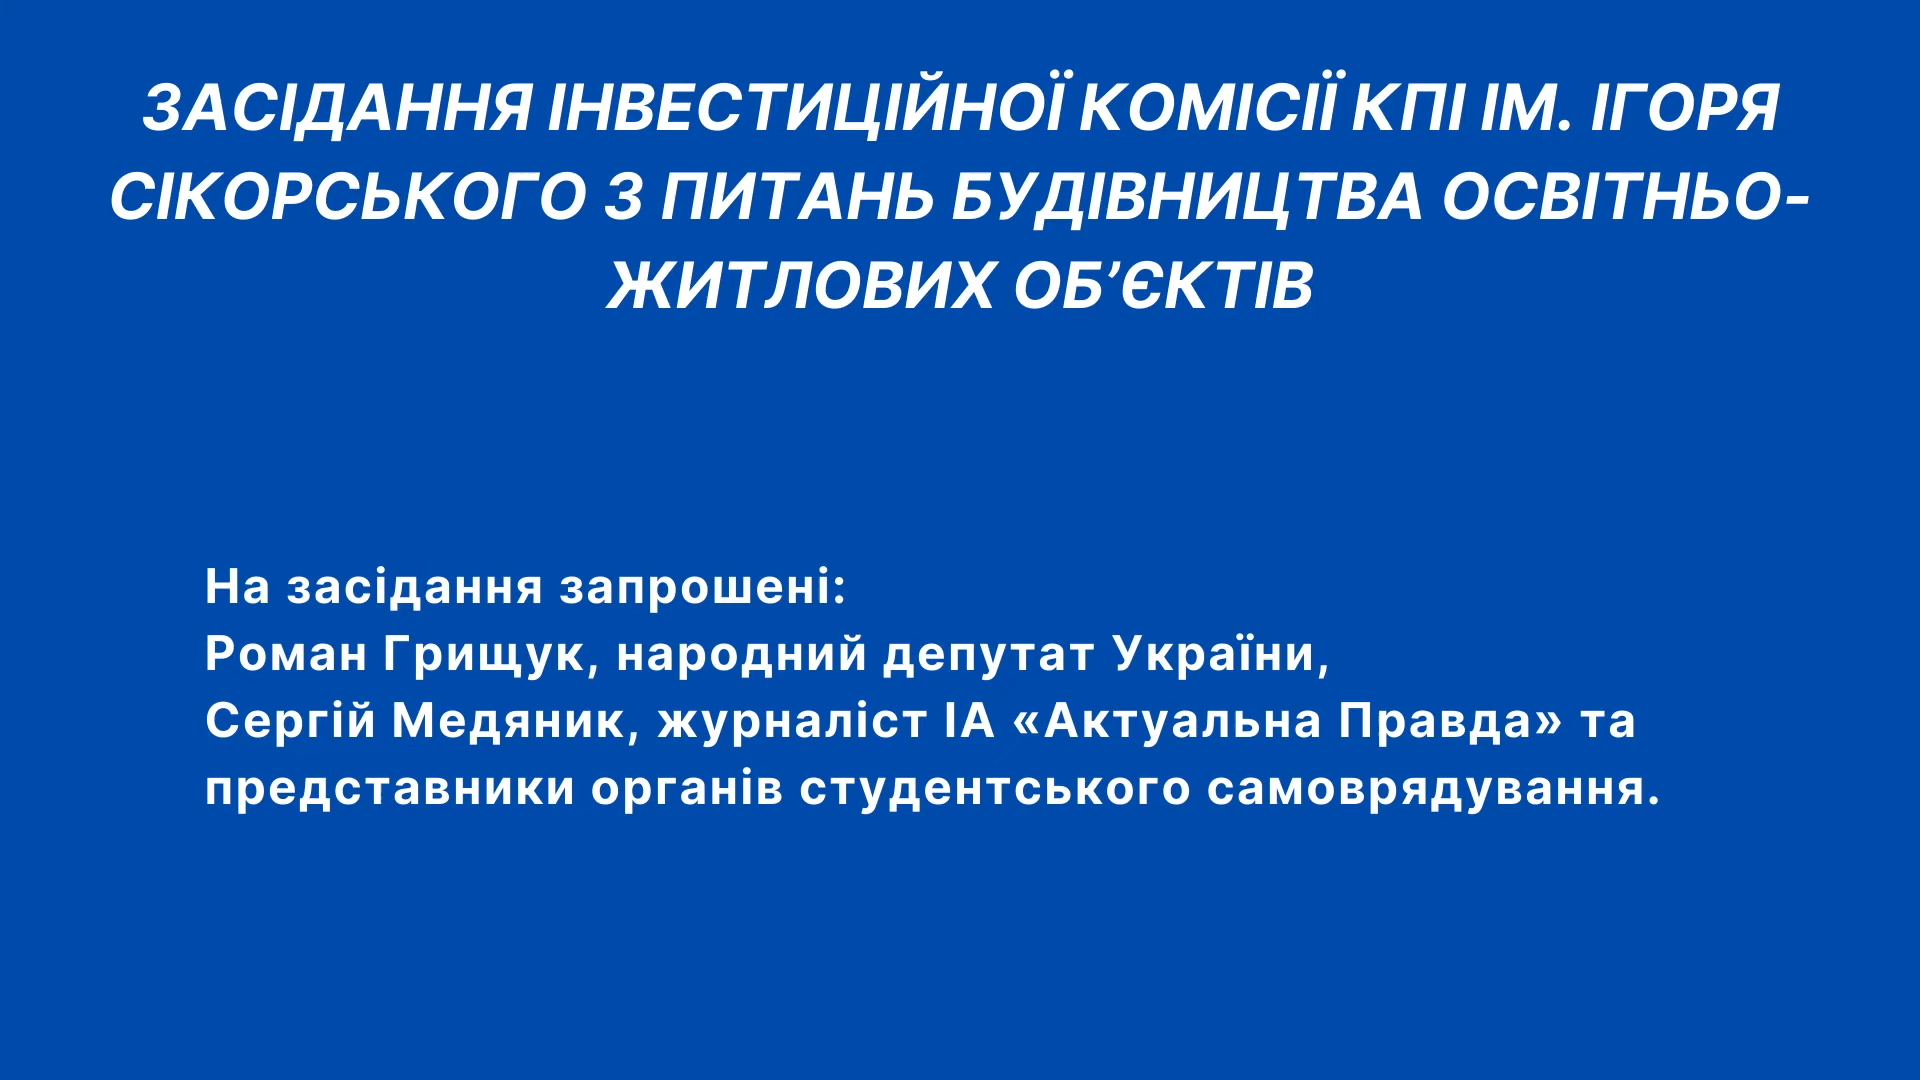 ЗАСІДАННЯ ІНВЕСТИЦІЙНОЇ КОМІСІЇ КПІ ІМ. ІГОРЯ
СІКОРСЬКОГО З ПИТАНЬ БУДІВНИЦТВА ОСВІТНЬО-
ЖИТЛОВИХ ОБ’ЄКТІВ
На засідання запрошені:
Роман Грищук, народний депутат України,
Сергій Медяник, журналіст ІА «Актуальна Правда» та
представники органів студентського самоврядування.